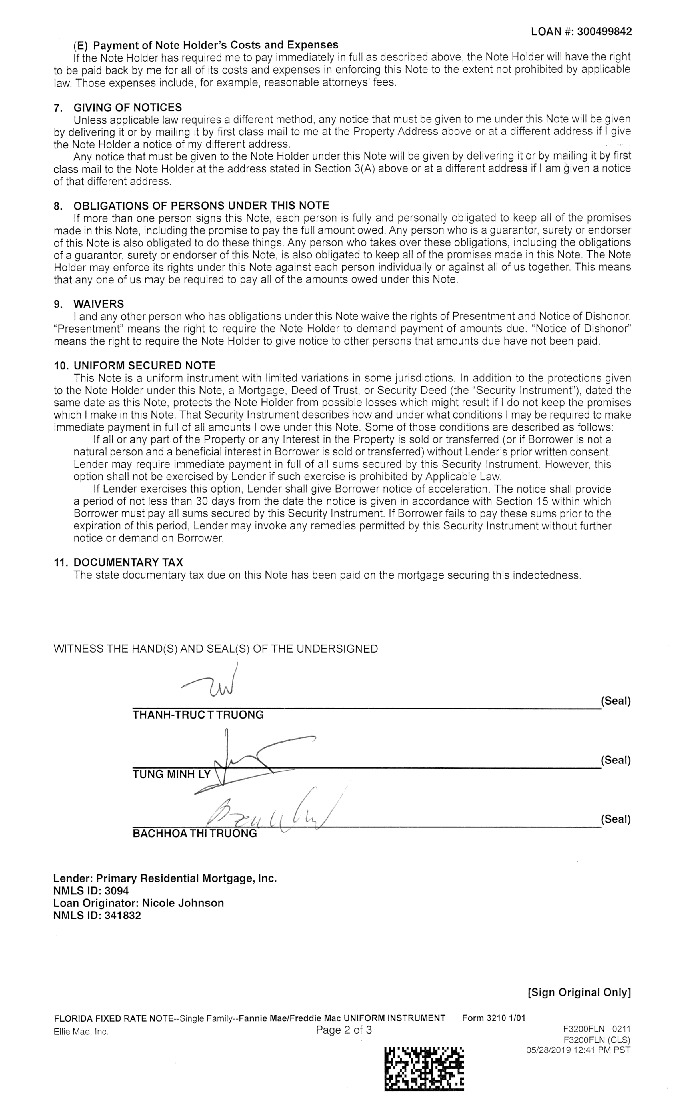 LOAN #: 300499842
(E) Payment of Note Holder's Costs and Expenses
If the Note Holder has required me to pay immediately in full as described above, the Note Holder will have the right
to be paid back by me for all of its costs and expenses in enforcing this Note to the extent not prohibited by applicable
law. Those expenses include, for example, reasonable attorneys' fees.
7. GIVING OF NOTICES
Unless applicable law requires a different method, any notice that must be given to me under this Note will be given
by delivering it or by mailing it by first class mail to me at the Property Address above or at a different address if I give
the Note Holder a notice of my different address.
Any notice that must be given to the Note Holder under this Note will be given by delivering it or by mailing it by first
class mail to the Note Holder at the address stated in Section 3(A) above or at a different address if I am given a notice
of that different address.
8. OBLIGATIONS OF PERSONS UNDER THIS NOTE
If more than one person signs this Note, each person is fully and personally obligated to keep all of the promises
made in this Note, including the promise to pay the full amount owed. Any person who is a guarantor, surety or endorser
of this Note is also obligated to do these things. Any person who takes over these obligations, including the obligations
of a guarantor, surety or endorser of this Note, is also obligated to keep all of the promises made in this Note. The Note
Holder may enforce its rights under this Note against each person individually or against all of us together. This means
that any one of us may be required to pay all of the amounts owed under this Note.
9. WAIVERS
I and any other person who has obligations under this Note waive the rights of Presentment and Notice of Dishonor.
"Presentment" means the right to require the Note Holder to demand payment of amounts due. "Notice of Dishonor"
means the right to require the Note Holder to give notice to other persons that amounts due have not been paid.
10. UNIFORM SECURED NOTE
This Note is a uniform instrument with limited variations in some jurisdictions. In addition to the protections given
to the Note Holder under this Note, a Mortgage, Deed of Trust, or Security Deed (the "Security Instrument"), dated the
same date as this Note, protects the Note Holder from possible losses which might result if I do not keep the promises
which I make in this Note. That Security Instrument describes how and under what conditions I may be required to make
immediate payment in full of all amounts I owe under this Note. Some of those conditions are described as follows:
If all or any part of the Property or any Interest in the Property is sold or transferred (or if Borrower is not a
natural person and a beneficial interest in Borrower is sold or transferred) without Lender's prior written consent,
Lender may require immediate payment in full of all sums secured by this Security Instrument. However, this
option shall not be exercised by Lender if such exercise is prohibited by Applicable Law.
If Lender exercises this option, Lender shall give Borrower notice of acceleration. The notice shall provide
a period of not less than 30 days from the date the notice is given in accordance with Section 15 within which
Borrower must pay all sums secured by this Security Instrument. If Borrower fails to pay these sums prior to the
expiration of this period, Lender may invoke any remedies permitted by this Security Instrument without further
notice or demand on Borrower.
11. DOCUMENTARY TAX
The state documentary tax due on this Note has been paid on the mortgage securing this indebtedness.
WITNESS THE HAND(S) AND SEAL(S) OF THE UNDERSIGNED
(Seal)
THANH-TRUC T TRUONG
(Seal)
TUNG MINH LY
(Seal)
BACHHOA THI TRUONG
Lender: Primary Residential Mortgage, Inc.
NMLS ID: 3094
Loan Originator: Nicole Johnson
NMLS ID: 341832
[Sign Original Only]
FLORIDA FIXED RATE NOTE--Single Family--Fannie Mae/Freddie Mac UNIFORM INSTRUMENT Form 3210 1/01
Ellie Mae, Inc. Page 2 of 3 F3200FLN 0211
F3200FLN (CLS)
05/28/2019 12:41 PM PST